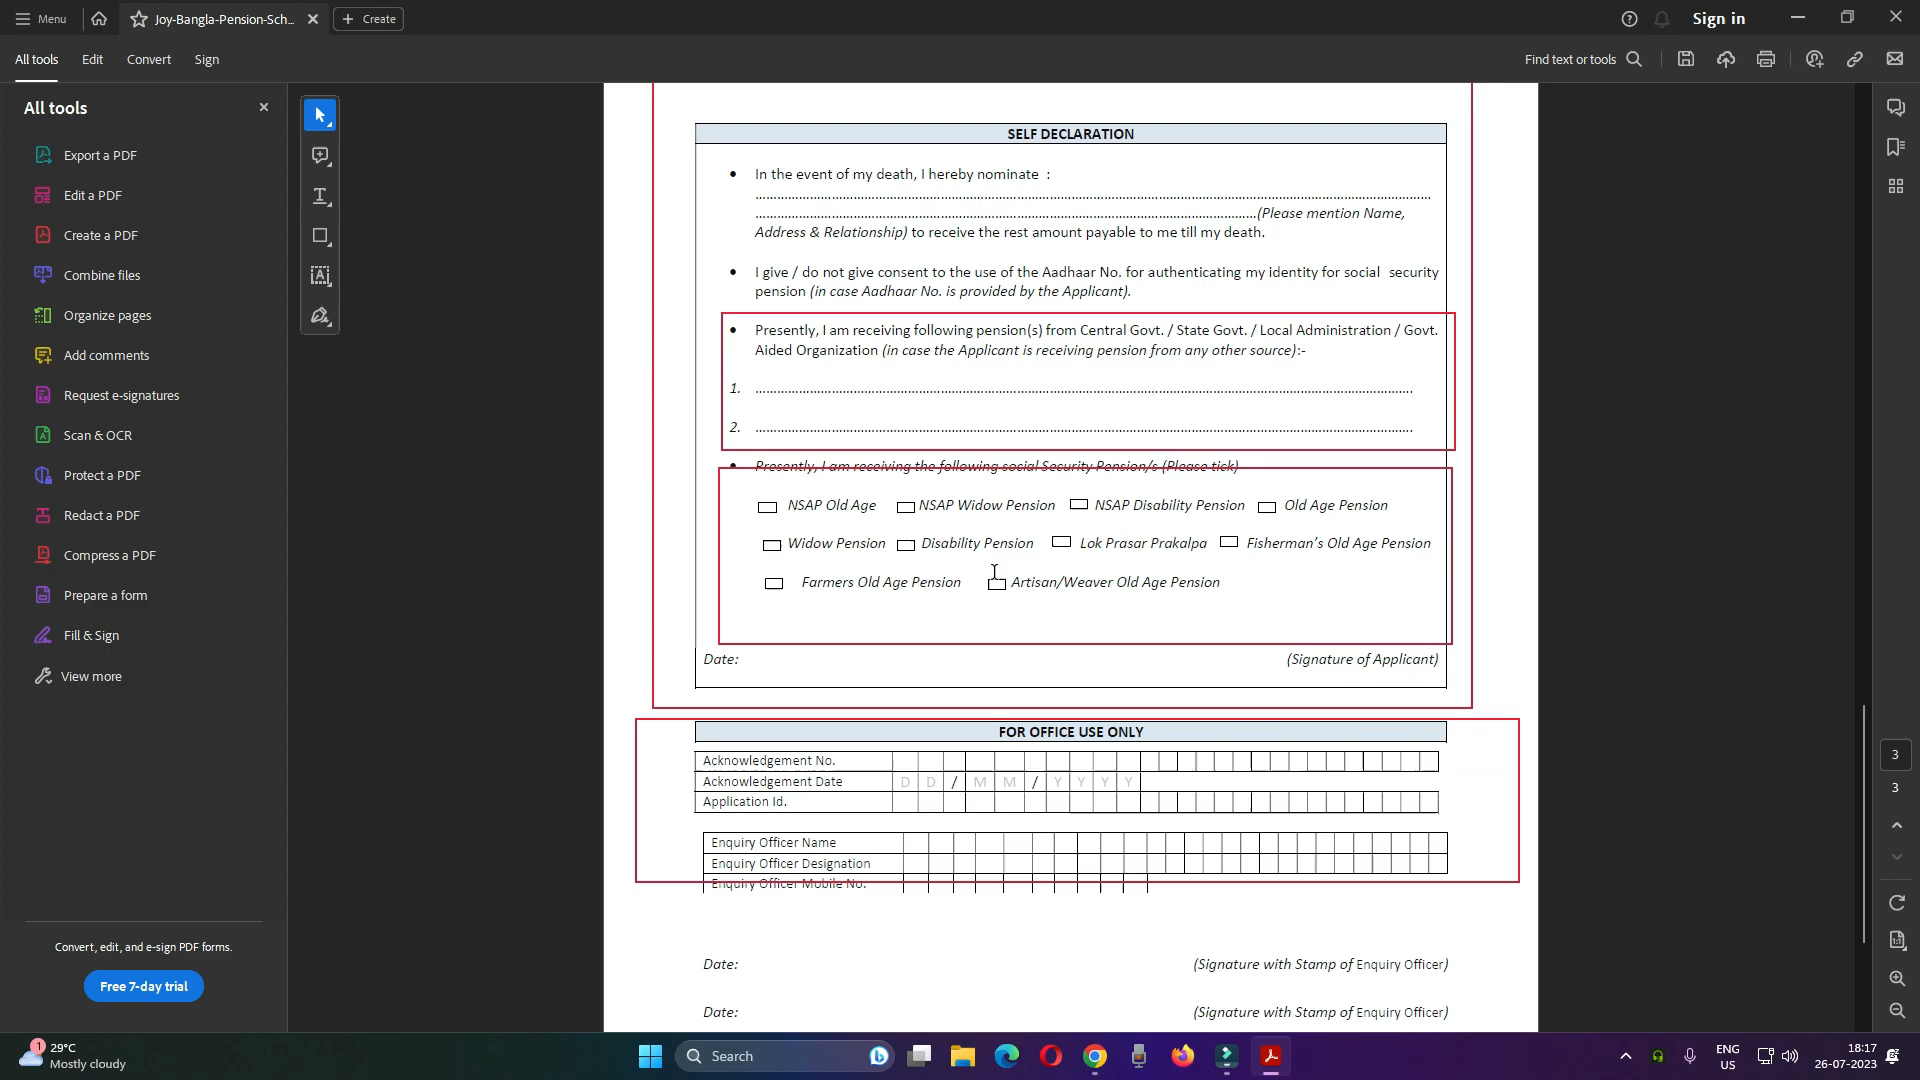 Menu
Joy-Bangla-Pension-Sch...
Create
Sign in
All tools
Edit
Convert
Sign
Find text or tools
All tools
Export a PDF
Edit a PDF
Create a PDF
Combine files
Organize pages
Add comments
Request e-signatures
Scan & OCR
Protect a PDF
Redact a PDF
Compress a PDF
Prepare a form
Fill & Sign
View more
Convert, edit, and e-sign PDF forms.
Free 7-day trial
SELF DECLARATION
• In the event of my death, I hereby nominate :
.....................................................................................................................................................
..............................................................................................................(Please mention Name,
Address & Relationship) to receive the rest amount payable to me till my death.
• I give / do not give consent to the use of the Aadhaar No. for authenticating my identity for social security
pension (in case Aadhaar No. is provided by the Applicant).
• Presently, I am receiving following pension(s) from Central Govt. / State Govt. / Local Administration / Govt.
Aided Organization (in case the Applicant is receiving pension from any other source):-
1. ................................................................................................................................................
2. ................................................................................................................................................
• Presently, I am receiving the following social Security Pension/s (Please tick)
NSAP Old Age NSAP Widow Pension NSAP Disability Pension Old Age Pension
Widow Pension Disability Pension Lok Prasar Prakalpa Fisherman's Old Age Pension
Farmers Old Age Pension Artisan/Weaver Old Age Pension
Date: (Signature of Applicant)
FOR OFFICE USE ONLY
Acknowledgement No.
Acknowledgement Date D D / M M / Y Y Y Y
Application Id.
Enquiry Officer Name
Enquiry Officer Designation
Enquiry Officer Mobile No.
Date: (Signature with Stamp of Enquiry Officer)
Date: (Signature with Stamp of Enquiry Officer)
3
3
1:1
1
29°C
Mostly cloudy
Search
ENG
US
18:17
26-07-2023